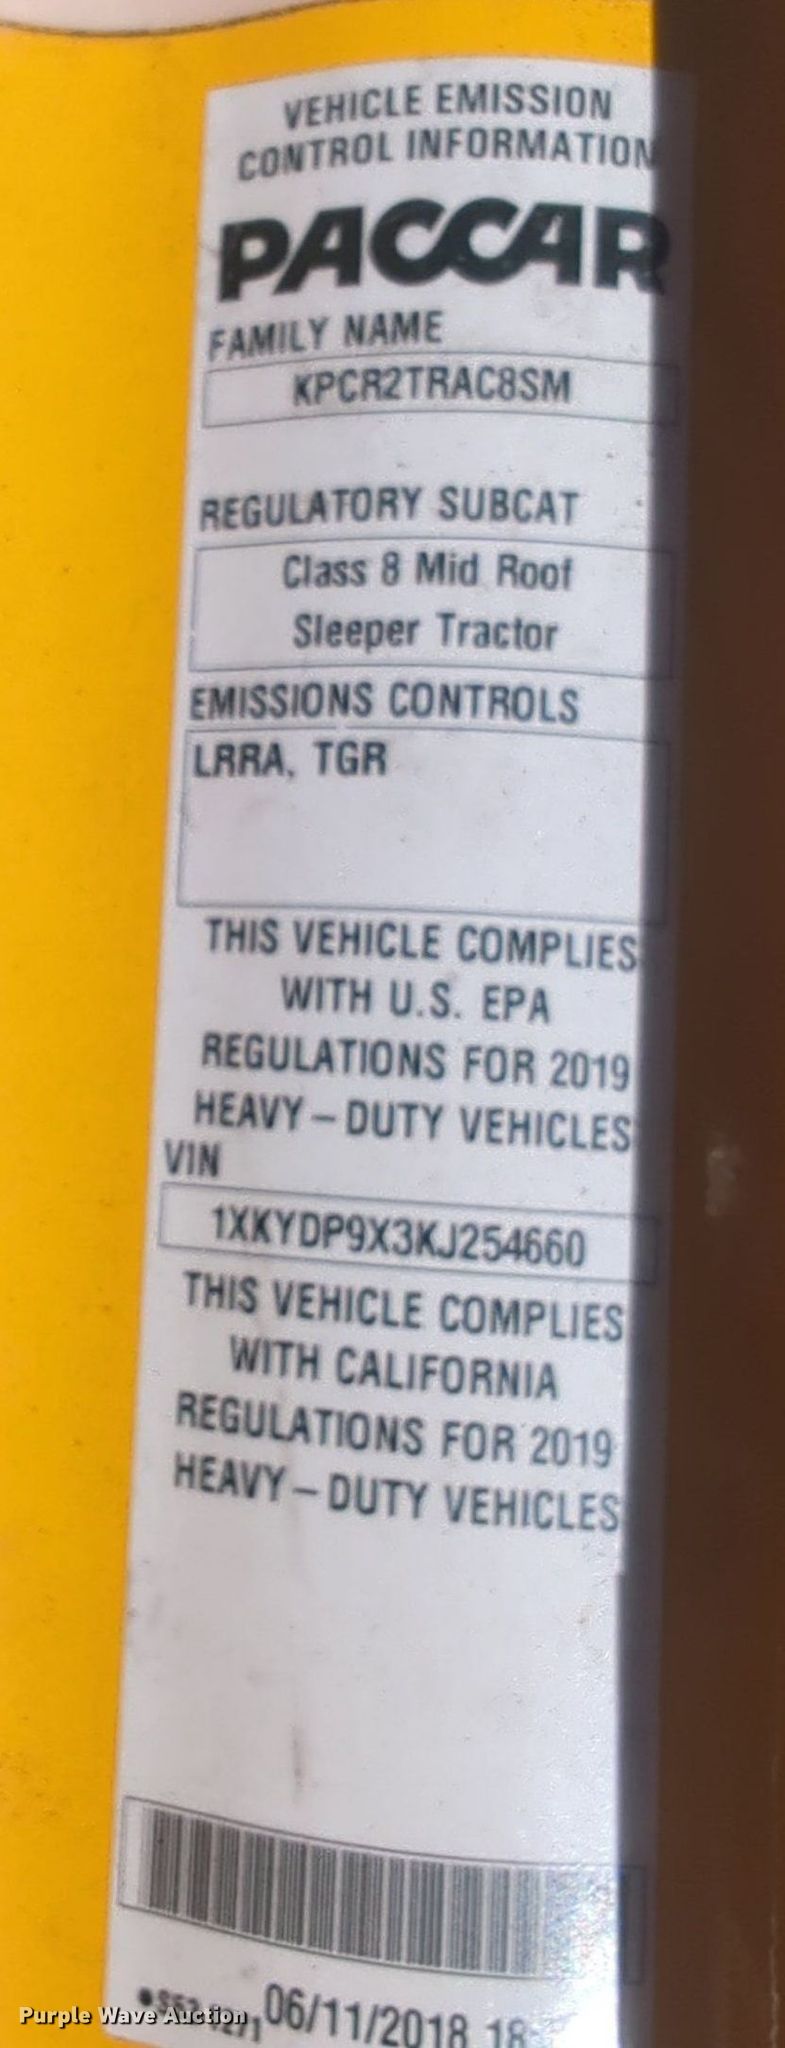 VEHICLE EMISSION
CONTROL INFORMATION
PACCAR
FAMILY NAME
KPCR2TRAC8SM
REGULATORY SUBCAT
Class 8 Mid Roof
Sleeper Tractor
EMISSIONS CONTROLS
LRRA, TGR
THIS VEHICLE COMPLIES
WITH U.S. EPA
REGULATIONS FOR 2019
HEAVY–DUTY VEHICLES
VIN
1XKYDP9X3KJ254660
THIS VEHICLE COMPLIES
WITH CALIFORNIA
REGULATIONS FOR 2019
HEAVY–DUTY VEHICLES
06/11/2018 18
Purple Wave Auction